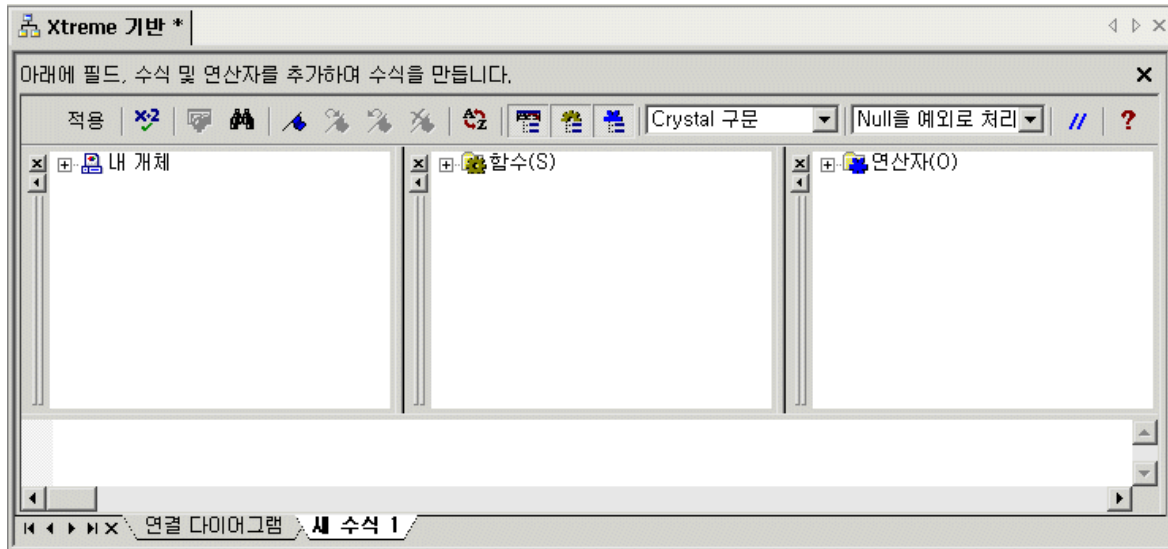 Xtreme 기반 *
아래에 필드, 수식 및 연산자를 추가하여 수식을 만듭니다.
적용 Crystal 구문 Null을 예외로 처리
내 개체
함수(S)
연산자(O)
연결 다이어그램 새 수식 1